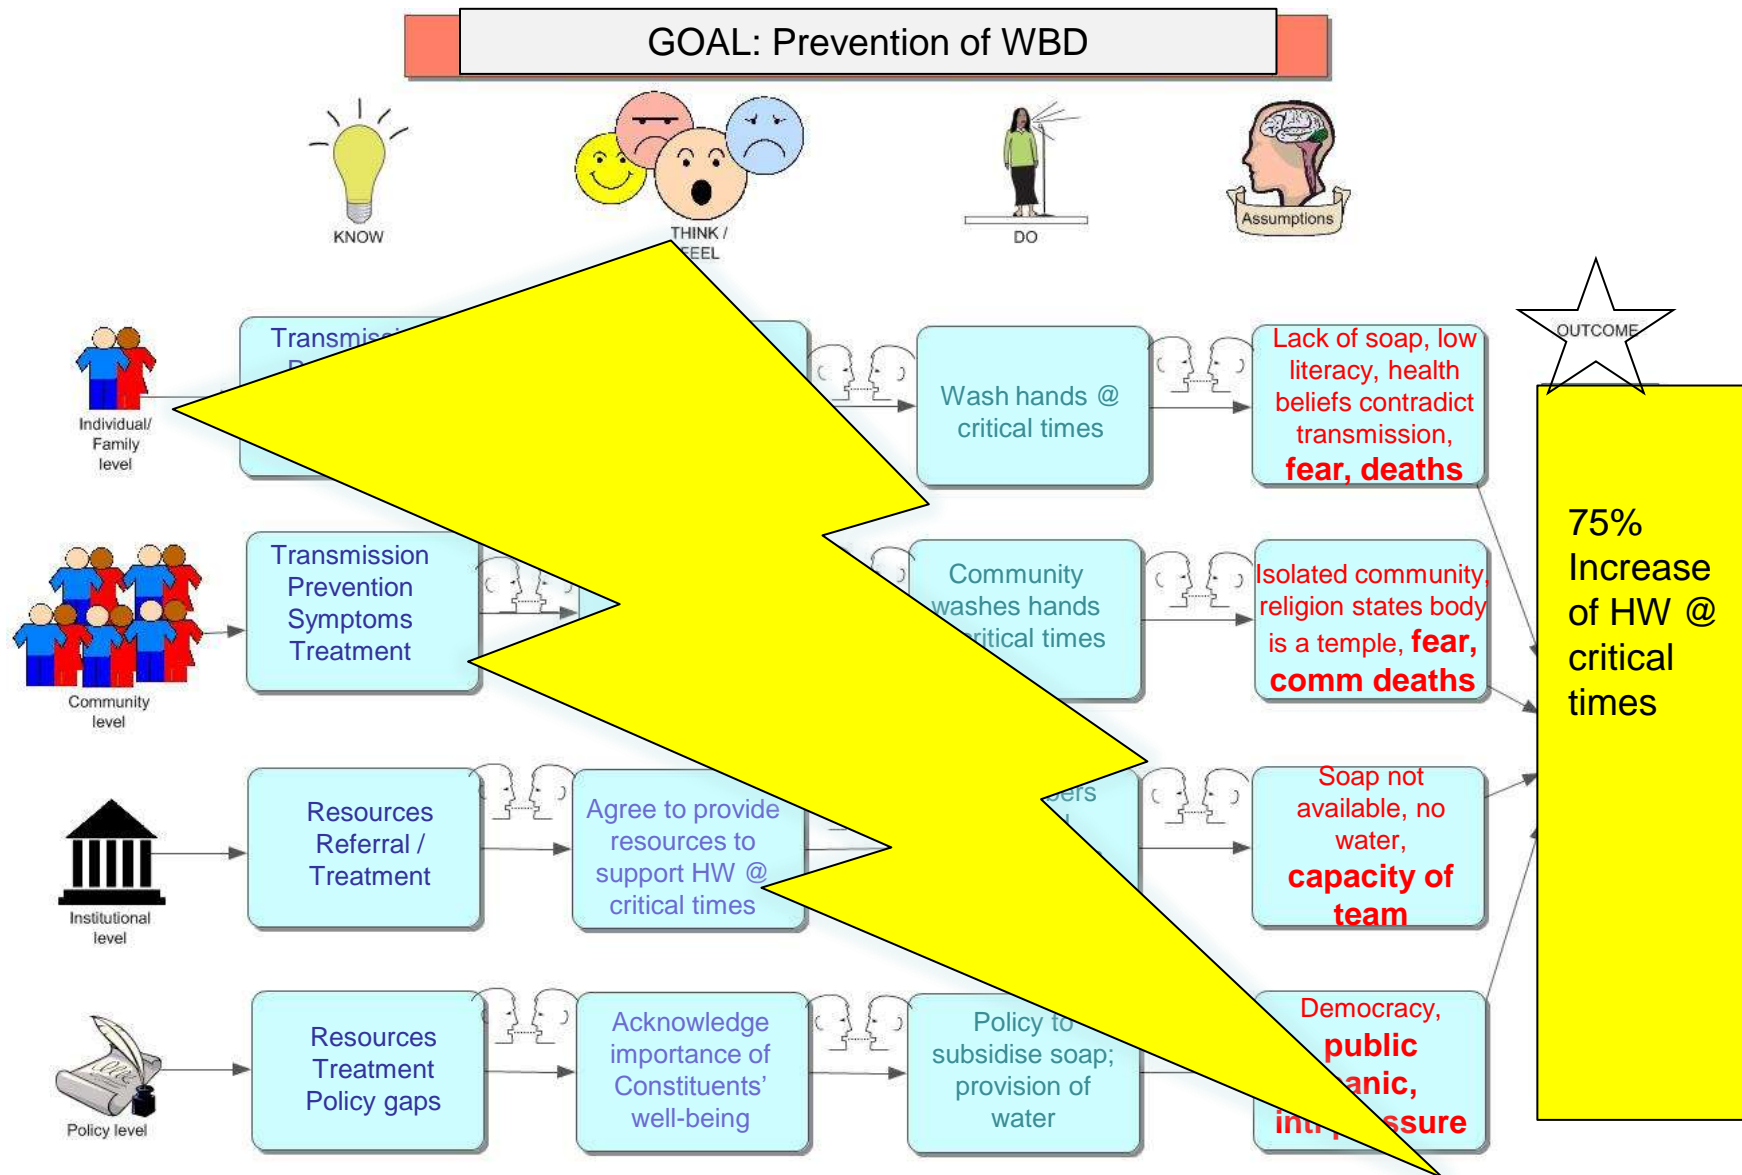 GOAL: Prevention of WBD
KNOW
THINK /
FEEL
DO
Assumptions
Individual/
Family
level
Wash hands @
critical times
Lack of soap, low
literacy, health
beliefs contradict
transmission,
fear, deaths
OUTCOME
75%
Increase
of HW @
critical
times
Community
level
Transmission
Prevention
Symptoms
Treatment
Community
washes hands
critical times
Isolated community,
religion states body
is a temple, fear,
comm deaths
Institutional
level
Resources
Referral /
Treatment
Agree to provide
resources to
support HW @
critical times
Soap not
available, no
water,
capacity of
team
Policy level
Resources
Treatment
Policy gaps
Acknowledge
importance of
Constituents’
well-being
Policy to
subsidise soap;
provision of
water
Democracy,
public